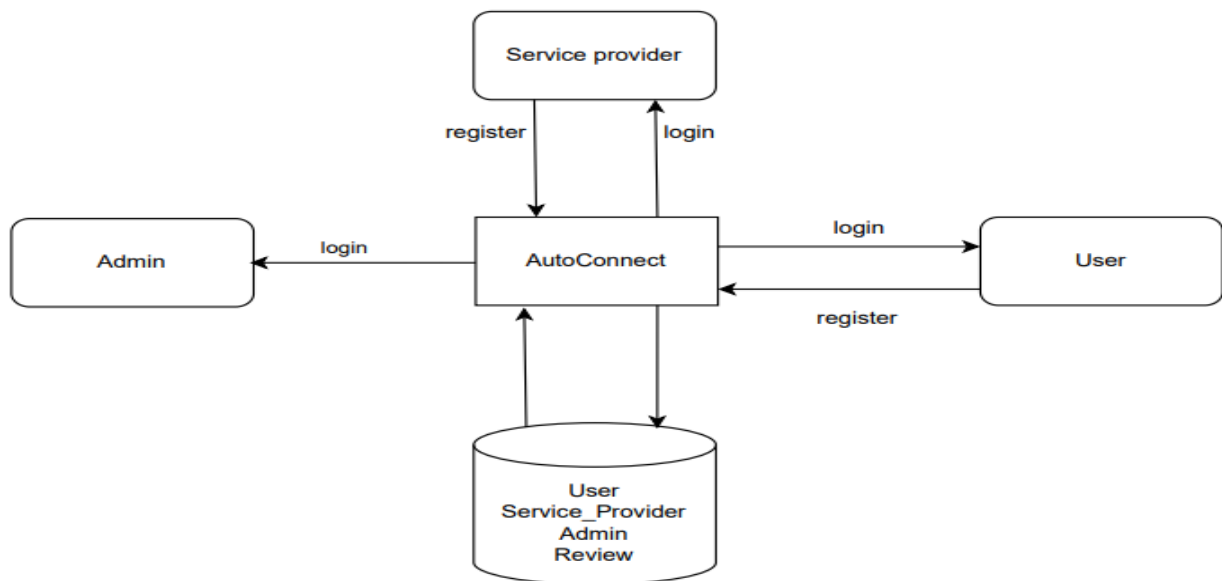 Service provider
register
login
Admin
login
AutoConnect
login
register
User
User
Service_Provider
Admin
Review